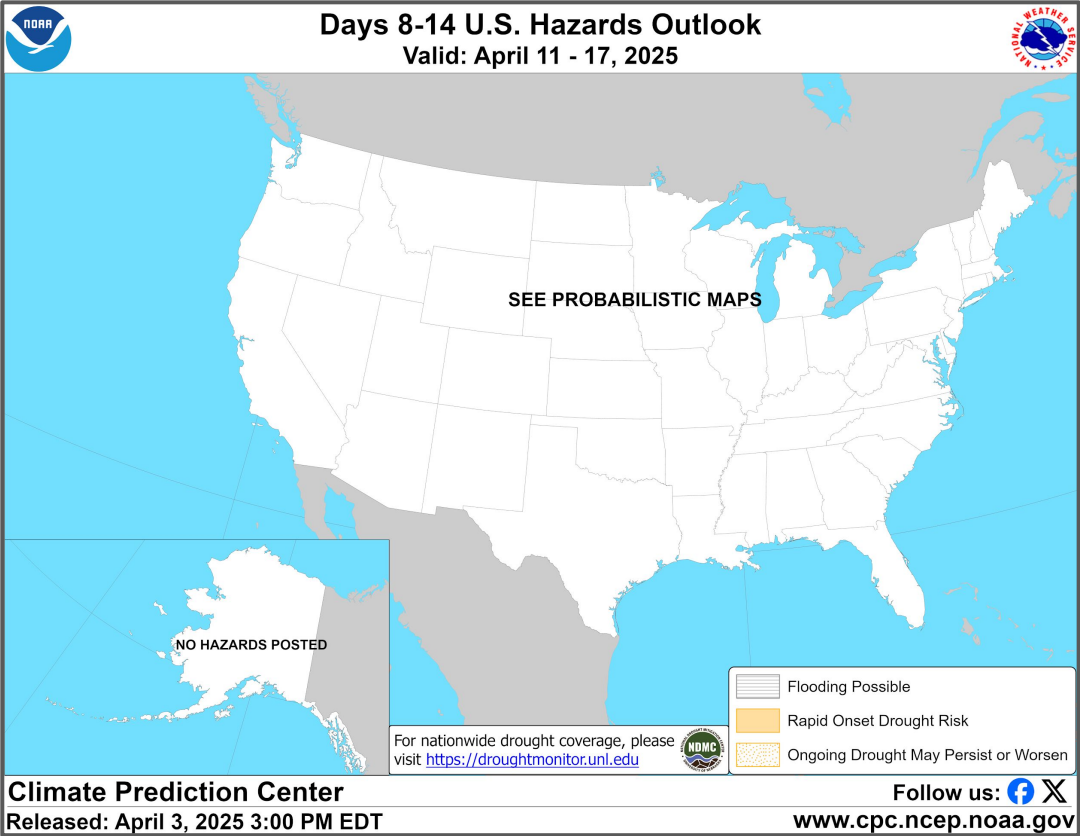 NOAA
Days 8-14 U.S. Hazards Outlook
Valid: April 11 - 17, 2025
NATIONAL WEATHER SERVICE
SEE PROBABILISTIC MAPS
NO HAZARDS POSTED
For nationwide drought coverage, please
visit https://droughtmonitor.unl.edu
NDMC
Flooding Possible
Rapid Onset Drought Risk
Ongoing Drought May Persist or Worsen
Climate Prediction Center
Follow us:
Released: April 3, 2025 3:00 PM EDT
www.cpc.ncep.noaa.gov